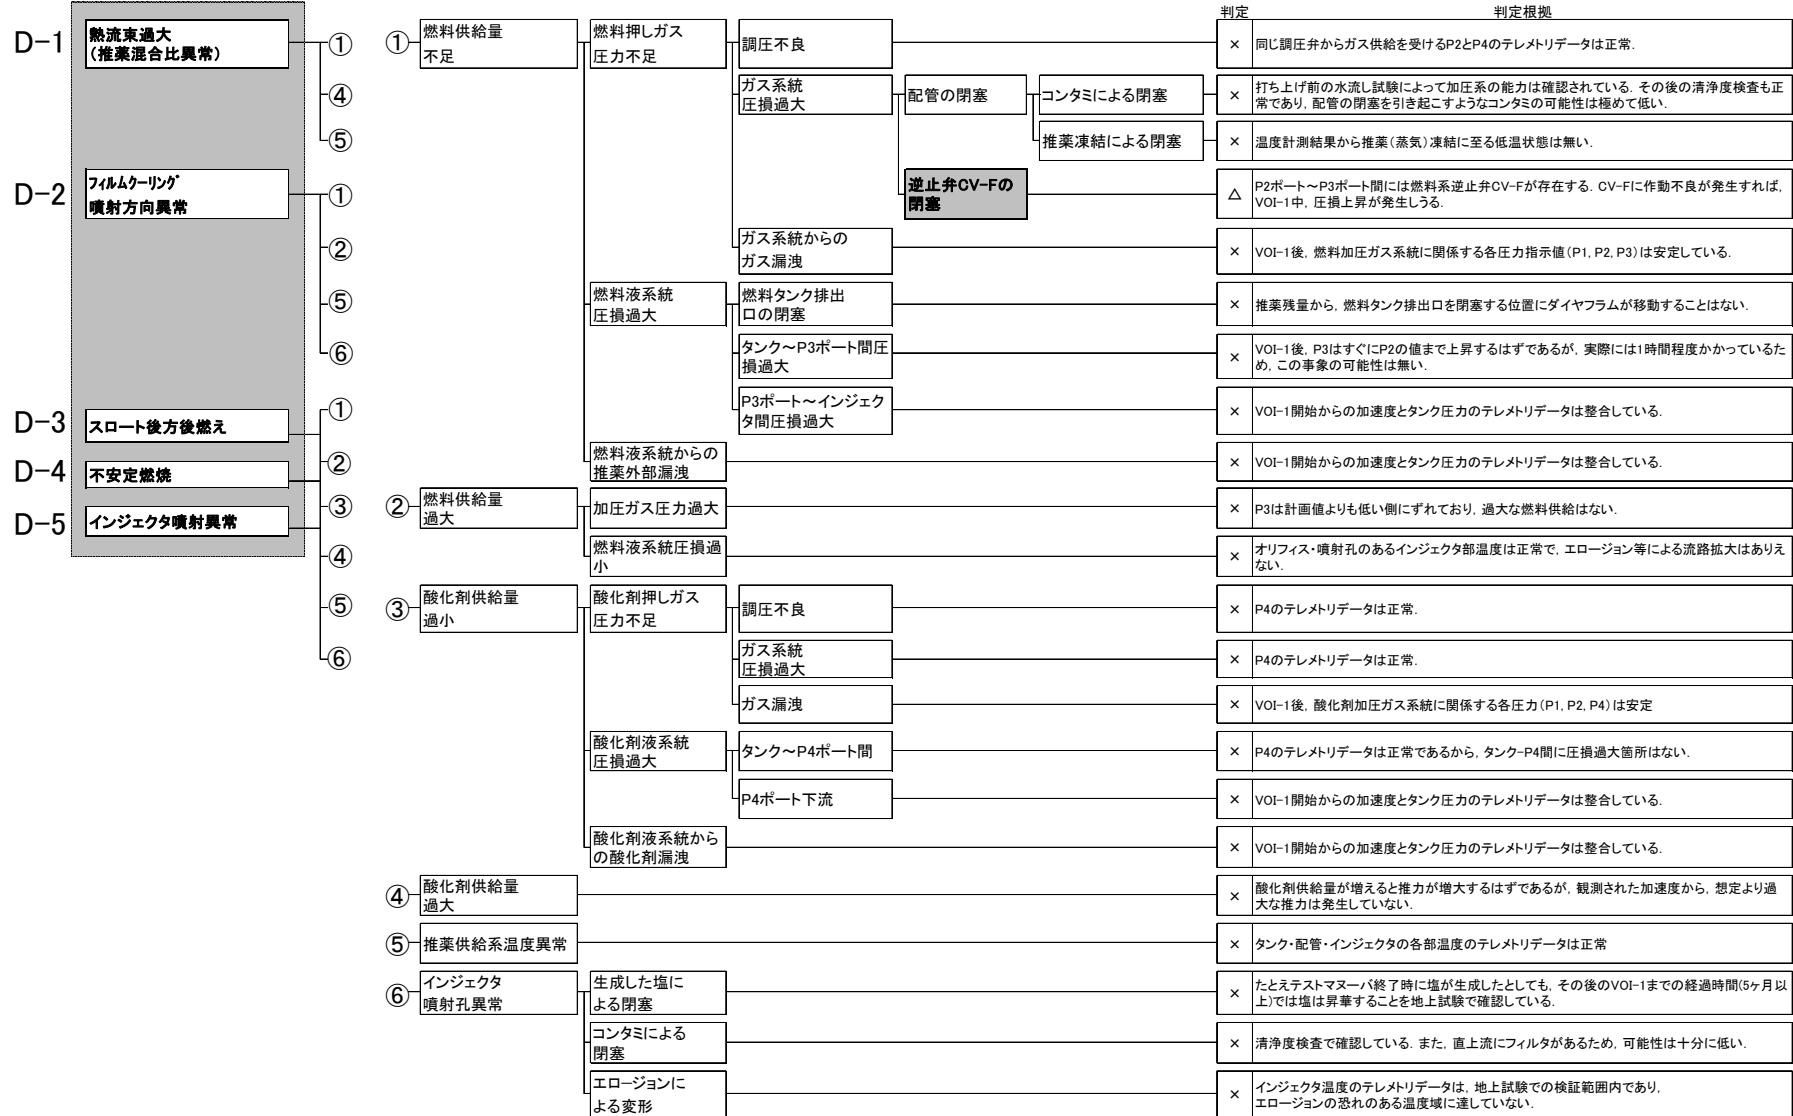 判定 判定根拠
D-1
熱流束過大
(推薬混合比異常)
①
④
⑤
D-2
フィルムクーリング
噴射方向異常
①
②
⑤
⑥
D-3
スロート後方後燃え
D-4
不安定燃焼
D-5
インジェクタ噴射異常
①
②
③
④
⑤
⑥
①
燃料供給量
不足
燃料押しガス
圧力不足
調圧不良
× 同じ調圧弁からガス供給を受けるP2とP4のテレメトリデータは正常.
ガス系統
圧損過大
配管の閉塞
コンタミによる閉塞
× 打ち上げ前の水流し試験によって加圧系の能力は確認されている. その後の清浄度検査も正
常であり, 配管の閉塞を引き起こすようなコンタミの可能性は極めて低い.
推薬凍結による閉塞
× 温度計測結果から推薬(蒸気)凍結に至る低温状態は無い.
逆止弁CV-Fの
閉塞
△ P2ポート～P3ポート間には燃料系逆止弁CV-Fが存在する. CV-Fに作動不良が発生すれば,
VOI-1中, 圧損上昇が発生しうる.
ガス系統からの
ガス漏洩
× VOI-1後, 燃料加圧ガス系統に関係する各圧力指示値(P1, P2, P3)は安定している.
燃料液系統
圧損過大
燃料タンク排出
口の閉塞
× 推薬残量から, 燃料タンク排出口を閉塞する位置にダイヤフラムが移動することはない.
タンク～P3ポート間圧
損過大
× VOI-1後, P3はすぐにP2の値まで上昇するはずであるが, 実際には1時間程度かかっているた
め, この事象の可能性は無い.
P3ポート～インジェク
タ間圧損過大
× VOI-1開始からの加速度とタンク圧力のテレメトリデータは整合している.
燃料液系統からの
推薬外部漏洩
× VOI-1開始からの加速度とタンク圧力のテレメトリデータは整合している.
②
燃料供給量
過大
加圧ガス圧力過大
× P3は計画値よりも低い側にずれており, 過大な燃料供給はない.
燃料液系統圧損過
小
× オリフィス・噴射孔のあるインジェクタ部温度は正常で, エロージョン等による流路拡大はありえ
ない.
③
酸化剤供給量
過小
酸化剤押しガス
圧力不足
調圧不良
× P4のテレメトリデータは正常.
ガス系統
圧損過大
× P4のテレメトリデータは正常.
ガス漏洩
× VOI-1後, 酸化剤加圧ガス系統に関係する各圧力(P1, P2, P4)は安定
酸化剤液系統
圧損過大
タンク～P4ポート間
× P4のテレメトリデータは正常であるから, タンク-P4間に圧損過大箇所はない.
P4ポート下流
× VOI-1開始からの加速度とタンク圧力のテレメトリデータは整合している.
酸化剤液系統から
の酸化剤漏洩
× VOI-1開始からの加速度とタンク圧力のテレメトリデータは整合している.
④
酸化剤供給量
過大
× 酸化剤供給量が増えると推力が増大するはずであるが, 観測された加速度から, 想定より過
大な推力は発生していない.
⑤
推薬供給系温度異常
× タンク・配管・インジェクタの各部温度のテレメトリデータは正常
⑥
インジェクタ
噴射孔異常
生成した塩に
よる閉塞
× たとえテストマヌーバ終了時に塩が生成したとしても, その後のVOI-1までの経過時間(5ヶ月以
上)では塩は昇華することを地上試験で確認している.
コンタミによる
閉塞
× 清浄度検査で確認している. また, 直上流にフィルタがあるため, 可能性は十分に低い.
エロージョンに
よる変形
× インジェクタ温度のテレメトリデータは, 地上試験での検証範囲内であり,
エロージョンの恐れのある温度域に達していない.